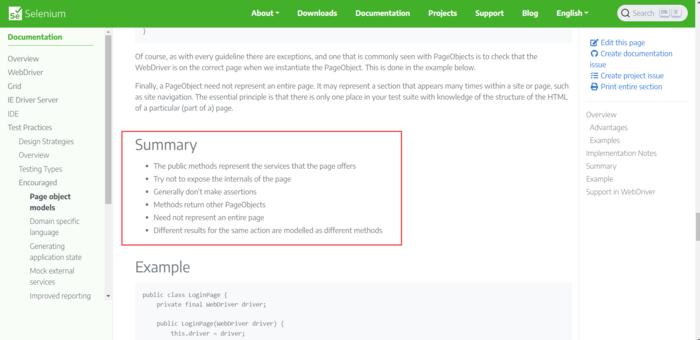 Selenium
About
Downloads
Documentation
Projects
Support
Blog
English
Search
Documentation
Overview
WebDriver
Grid
IE Driver Server
IDE
Test Practices
Design Strategies
Overview
Testing Types
Encouraged
Page object
models
Domain specific
language
Generating
application state
Mock external
services
Improved reporting
}
Of course, as with every guideline there are exceptions, and one that is commonly seen with PageObjects is to check that the
WebDriver is on the correct page when we instantiate the PageObject. This is done in the example below.
Finally, a PageObject need not represent an entire page. It may represent a section that appears many times within a site or page, such
as site navigation. The essential principle is that there is only one place in your test suite with knowledge of the structure of the HTML
of a particular (part of a) page.
Summary
• The public methods represent the services that the page offers
• Try not to expose the internals of the page
• Generally don't make assertions
• Methods return other PageObjects
• Need not represent an entire page
• Different results for the same action are modelled as different methods
Example
public class LoginPage {
private final WebDriver driver;
public LoginPage(WebDriver driver) {
this.driver = driver;
Edit this page
Create documentation
issue
Create project issue
Print entire section
Overview
Advantages
Examples
Implementation Notes
Summary
Example
Support in WebDriver